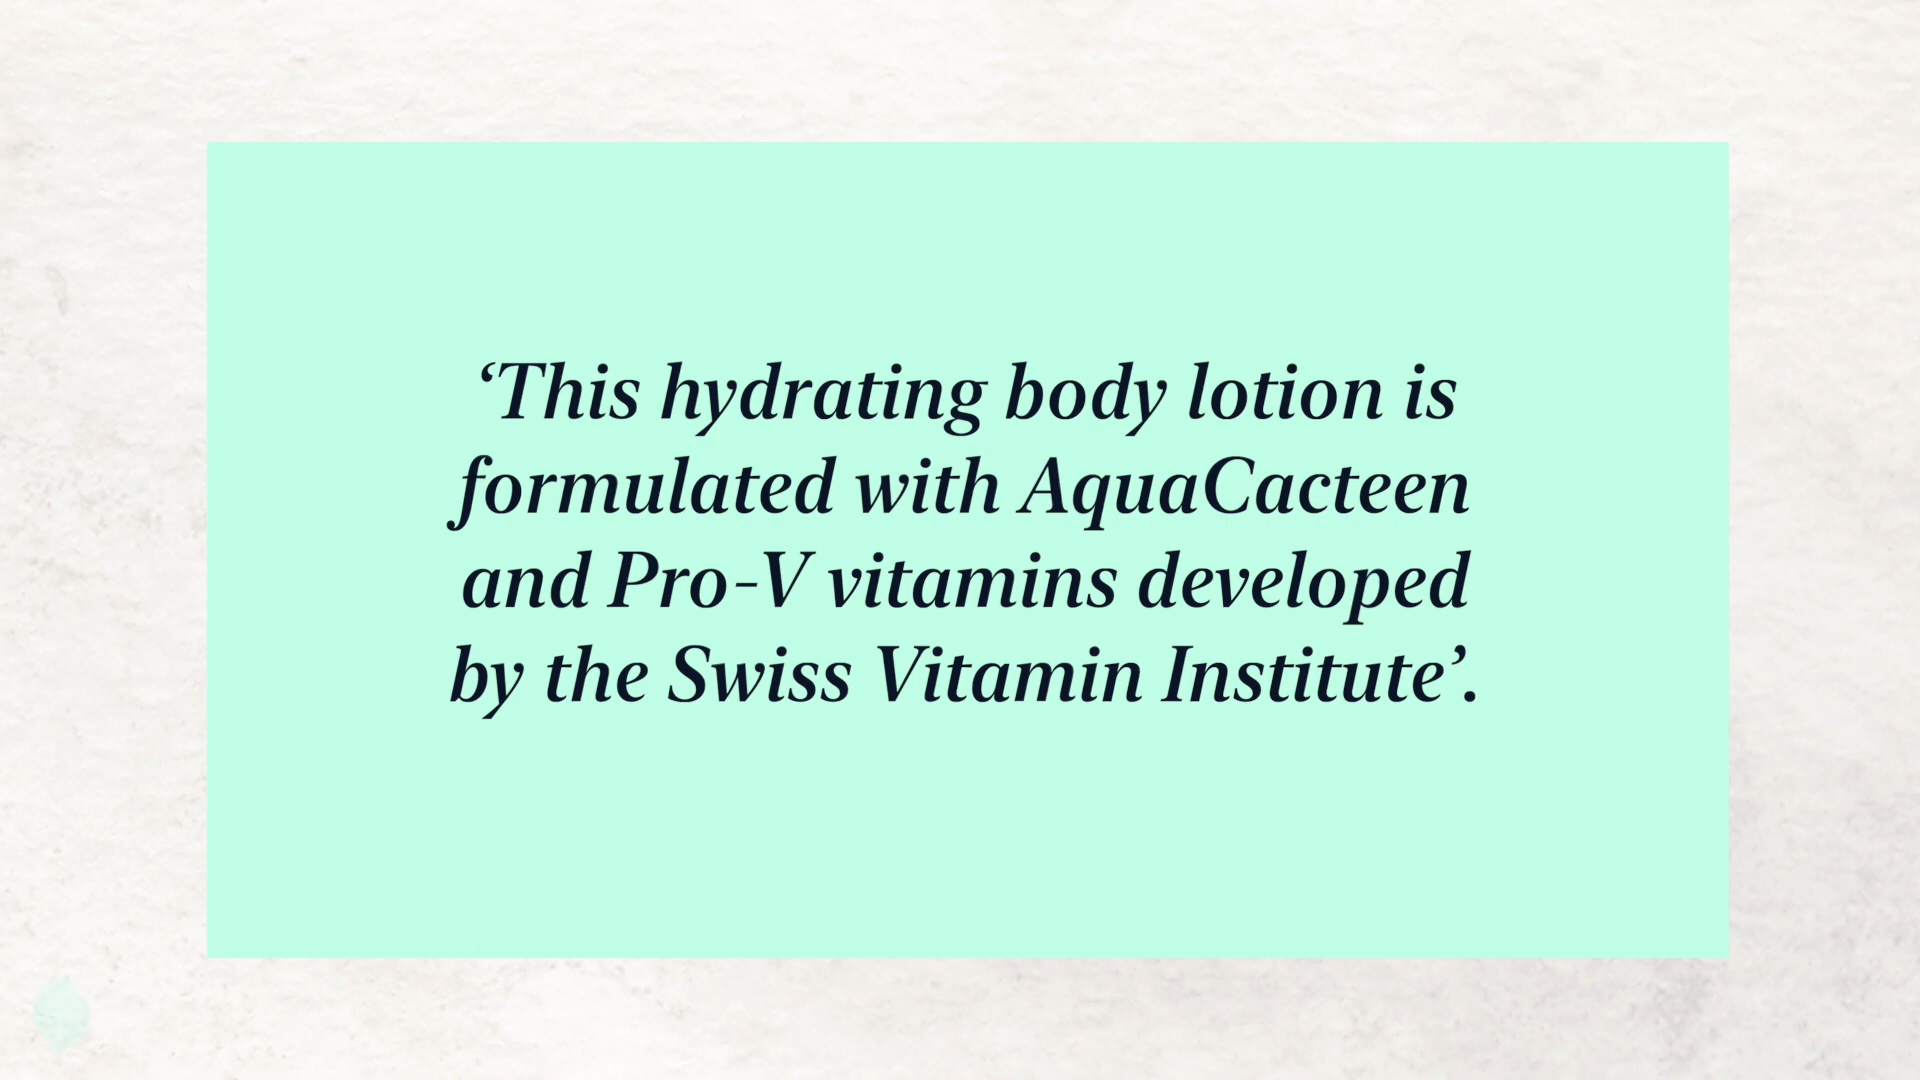 ‘This hydrating body lotion is
formulated with AquaCacteen
and Pro-V vitamins developed
by the Swiss Vitamin Institute’.